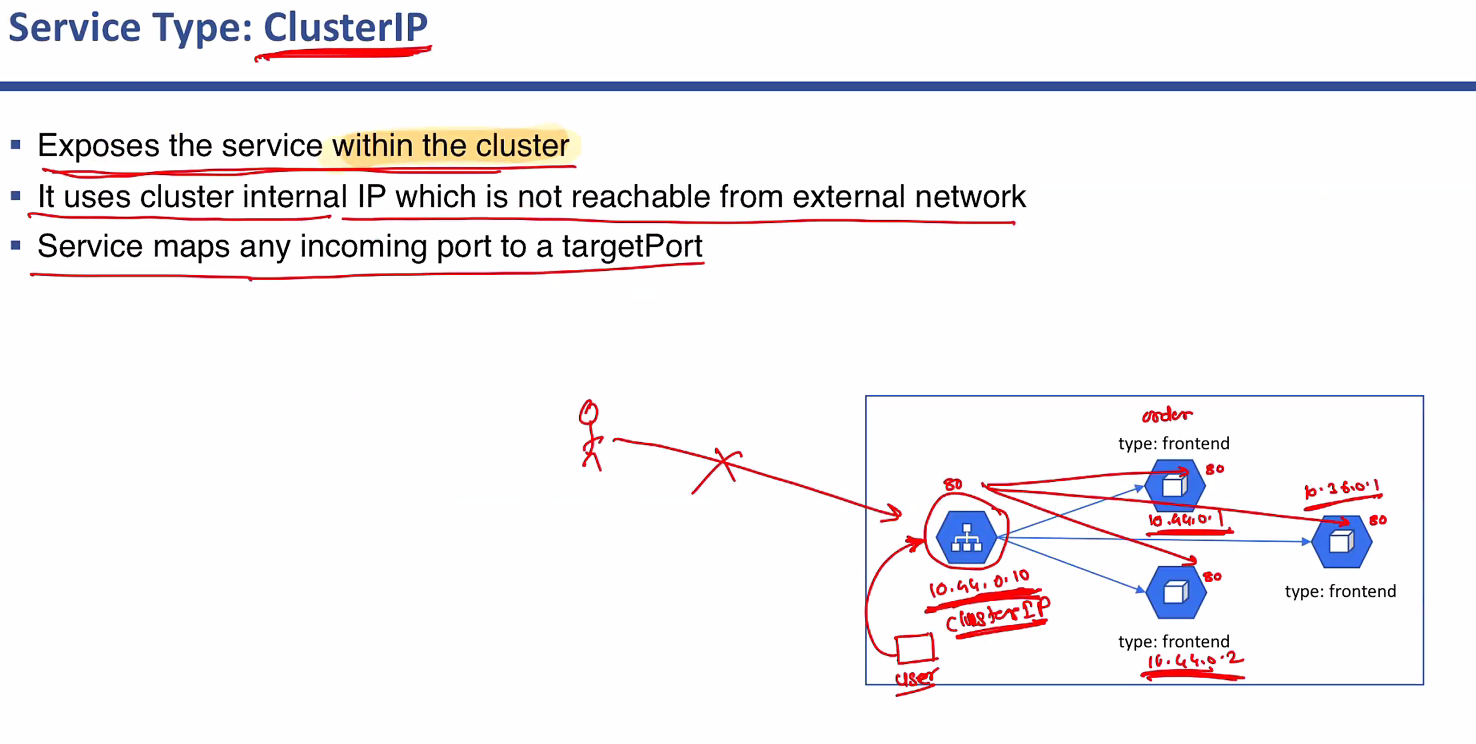 Service Type: ClusterIP
▪ Exposes the service within the cluster
▪ It uses cluster internal IP which is not reachable from external network
▪ Service maps any incoming port to a targetPort
order
type: frontend
80
80
10.44.0.1
10.36.0.1
80
type: frontend
80
10.44.0.10
ClusterIP
type: frontend
10.44.0.2
user